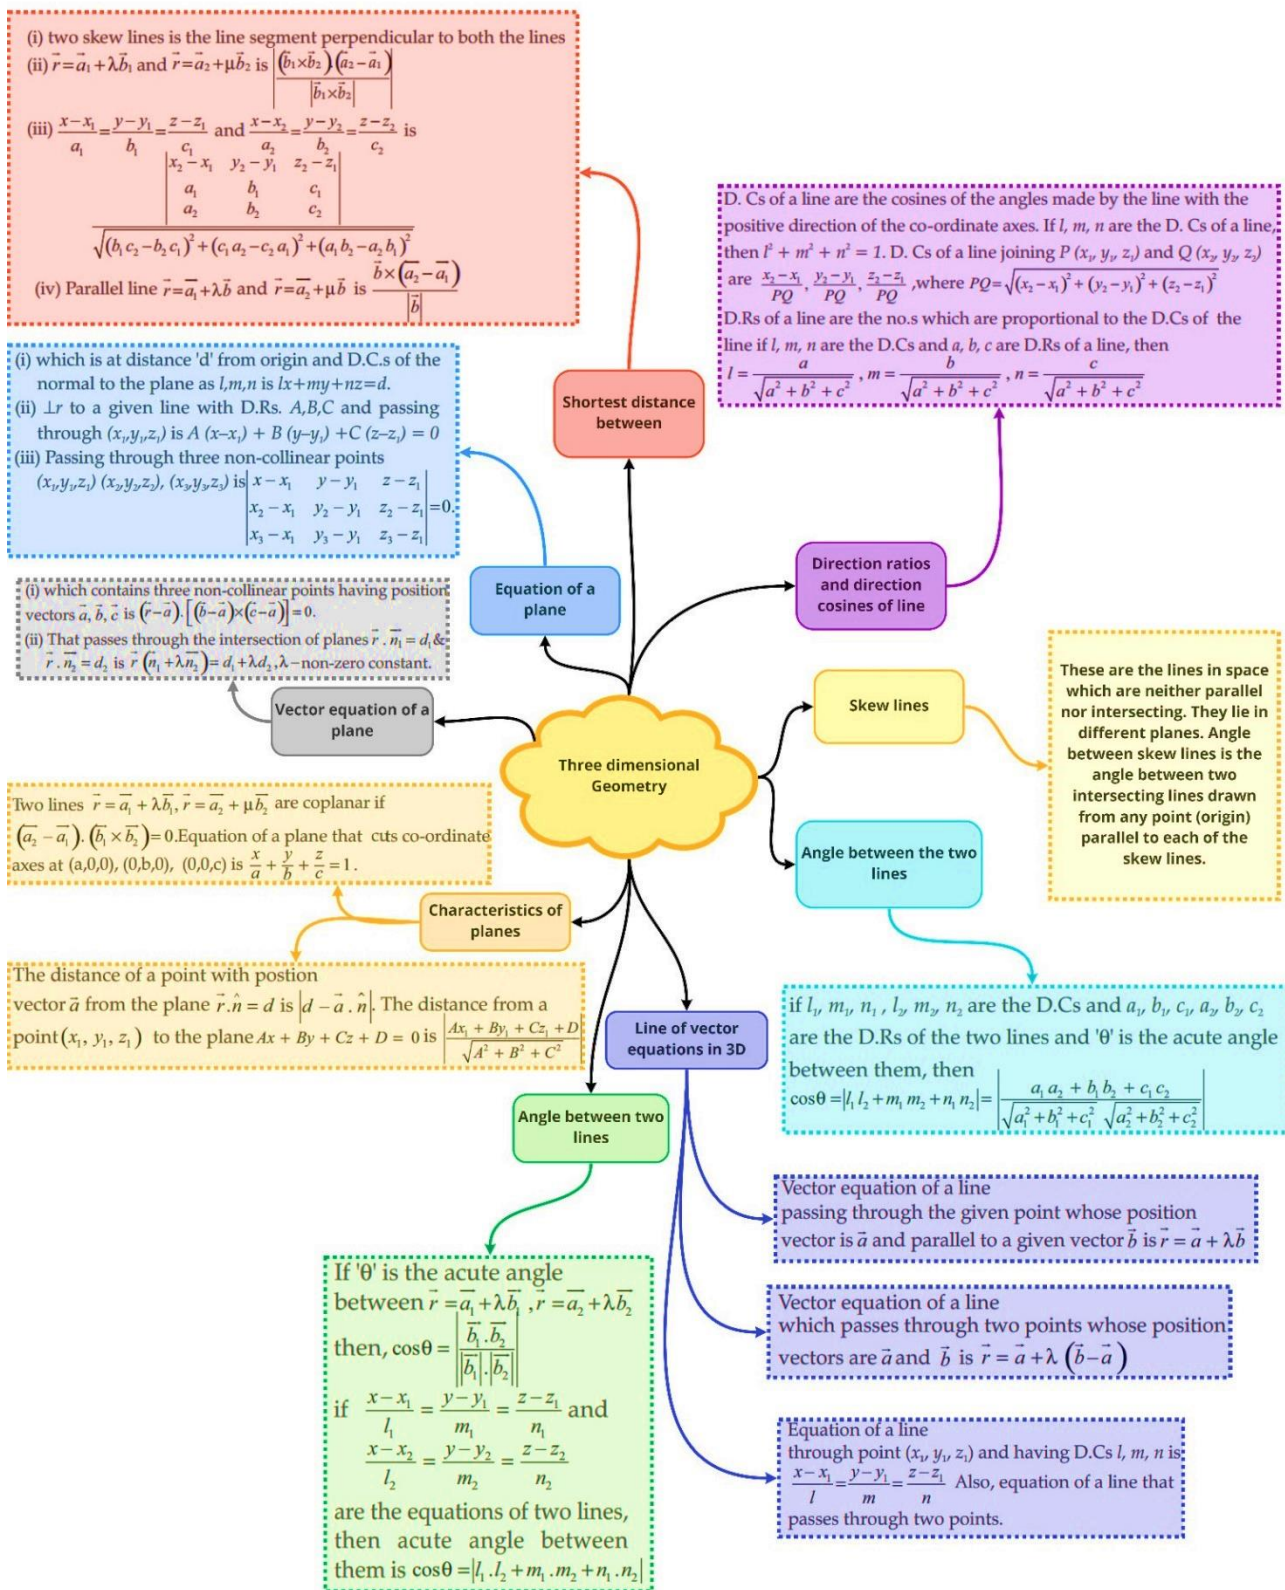 (i) two skew lines is the line segment perpendicular to both the lines
(ii) r⃗=a⃗₁+λb⃗₁ and r⃗=a⃗₂+μb⃗₂ is |(b⃗₁×b⃗₂).(a⃗₂−a⃗₁)/|b⃗₁×b⃗₂||
(iii) (x−x₁)/a₁=(y−y₁)/b₁=(z−z₁)/c₁ and (x−x₂)/a₂=(y−y₂)/b₂=(z−z₂)/c₂ is
|x₂−x₁ y₂−y₁ z₂−z₁|
|a₁ b₁ c₁|
|a₂ b₂ c₂|
√((b₁c₂−b₂c₁)²+(c₁a₂−c₂a₁)²+(a₁b₂−a₂b₁)²)
(iv) Parallel line r⃗=a⃗₁+λb⃗ and r⃗=a⃗₂+μb⃗ is b⃗×(a⃗₂−a⃗₁)/|b⃗|
Shortest distance
between
D. Cs of a line are the cosines of the angles made by the line with the
positive direction of the co-ordinate axes. If l, m, n are the D. Cs of a line,
then l² + m² + n² = 1. D. Cs of a line joining P (x₁, y₁, z₁) and Q (x₂, y₂, z₂)
are (x₂−x₁)/PQ, (y₂−y₁)/PQ, (z₂−z₁)/PQ ,where PQ=√((x₂−x₁)²+(y₂−y₁)²+(z₂−z₁)²)
D.Rs of a line are the no.s which are proportional to the D.Cs of the
line if l, m, n are the D.Cs and a, b, c are D.Rs of a line, then
l = a/√(a²+b²+c²) , m = b/√(a²+b²+c²) , n = c/√(a²+b²+c²)
Direction ratios
and direction
cosines of line
(i) which is at distance 'd' from origin and D.C.s of the
normal to the plane as l,m,n is lx+my+nz=d.
(ii) ⊥r to a given line with D.Rs. A,B,C and passing
through (x₁,y₁,z₁) is A (x−x₁) + B (y−y₁) +C (z−z₁) = 0
(iii) Passing through three non-collinear points
(x₁,y₁,z₁) (x₂,y₂,z₂), (x₃,y₃,z₃) is |x−x₁ y−y₁ z−z₁|
|x₂−x₁ y₂−y₁ z₂−z₁|=0.
|x₃−x₁ y₃−y₁ z₃−z₁|
Equation of a
plane
(i) which contains three non-collinear points having position
vectors a⃗, b⃗, c⃗ is (r⃗−a⃗).[(b⃗−a⃗)×(c⃗−a⃗)]=0.
(ii) That passes through the intersection of planes r⃗ . n⃗₁ = d₁ &
r⃗ . n⃗₂ = d₂ is r⃗ (n⃗₁+λn⃗₂)=d₁+λd₂,λ−non-zero constant.
Vector equation of a
plane
Three dimensional
Geometry
Skew lines
These are the lines in space
which are neither parallel
nor intersecting. They lie in
different planes. Angle
between skew lines is the
angle between two
intersecting lines drawn
from any point (origin)
parallel to each of the
skew lines.
Angle between the two
lines
if l₁, m₁, n₁ , l₂, m₂, n₂ are the D.Cs and a₁, b₁, c₁, a₂, b₂, c₂
are the D.Rs of the two lines and 'θ' is the acute angle
between them, then
cosθ =|l₁l₂+m₁m₂+n₁n₂|=|(a₁a₂ + b₁b₂ + c₁c₂)/(√(a₁²+b₁²+c₁²) √(a₂²+b₂²+c₂²))|
Two lines r⃗ = a⃗₁ + λb⃗₁, r⃗ = a⃗₂ + μb⃗₂ are coplanar if
(a⃗₂ − a⃗₁). (b⃗₁ × b⃗₂)=0.Equation of a plane that cuts co-ordinate
axes at (a,0,0), (0,b,0), (0,0,c) is x/a + y/b + z/c = 1 .
Characteristics of
planes
The distance of a point with postion
vector a⃗ from the plane r⃗.n̂ = d is |d − a⃗ . n̂|. The distance from a
point(x₁, y₁, z₁) to the plane Ax + By + Cz + D = 0 is |(Ax₁ + By₁ + Cz₁ + D)/√(A² + B² + C²)|
Line of vector
equations in 3D
Vector equation of a line
passing through the given point whose position
vector is a⃗ and parallel to a given vector b⃗ is r⃗ = a⃗ + λb⃗
Vector equation of a line
which passes through two points whose position
vectors are a⃗ and b⃗ is r⃗ = a⃗ + λ (b⃗−a⃗)
Equation of a line
through point (x₁, y₁, z₁) and having D.Cs l, m, n is
(x−x₁)/l=(y−y₁)/m=(z−z₁)/n Also, equation of a line that
passes through two points.
Angle between two
lines
If 'θ' is the acute angle
between r⃗ =a⃗₁+λb⃗₁ ,r⃗ =a⃗₂+λb⃗₂
then, cosθ = |b⃗₁.b⃗₂/|b⃗₁|.|b⃗₂||
if (x−x₁)/l₁ = (y−y₁)/m₁ = (z−z₁)/n₁ and
(x−x₂)/l₂ = (y−y₂)/m₂ = (z−z₂)/n₂
are the equations of two lines,
then acute angle between
them is cosθ =|l₁.l₂+m₁.m₂+n₁.n₂|